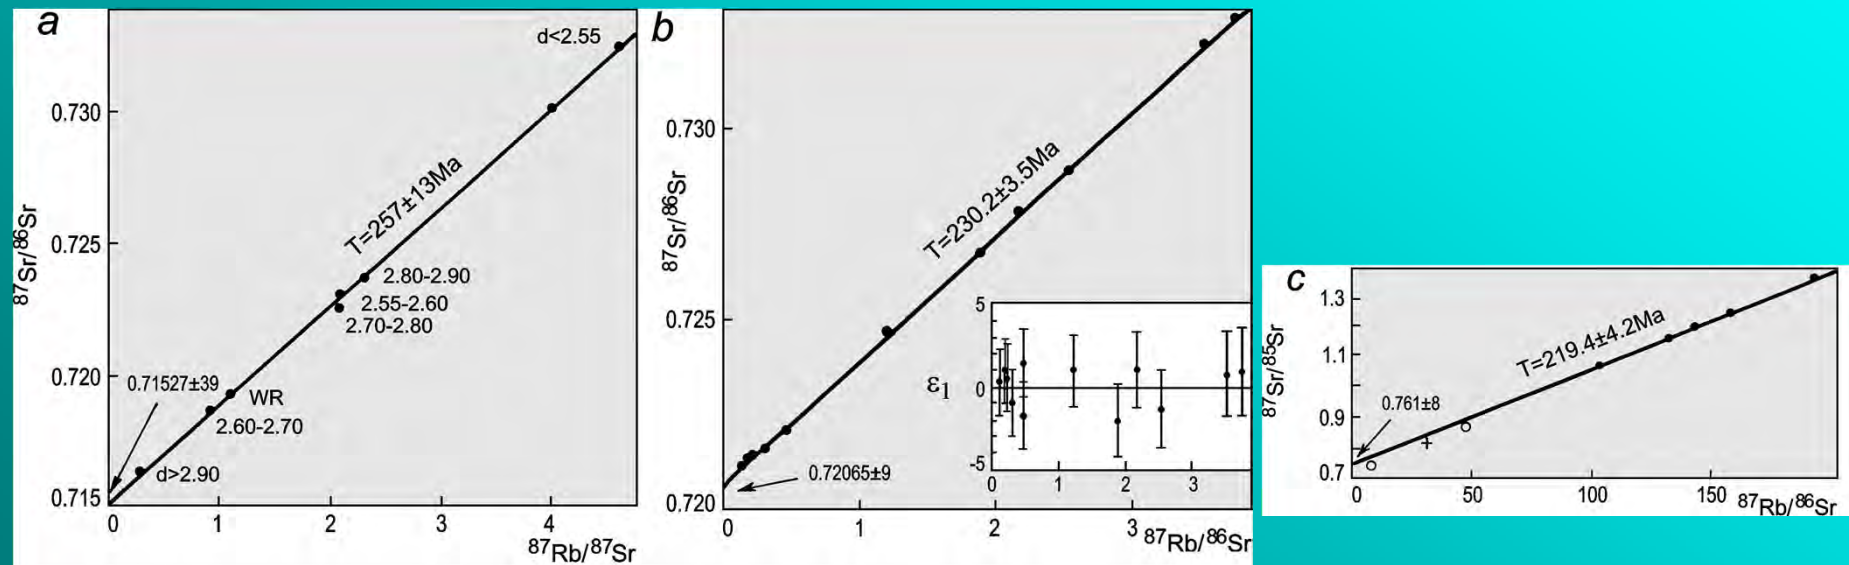 a
d<2.55
0.730
T=257±13Ma
0.725
87Sr/86Sr
2.80-2.90
2.55-2.60
2.70-2.80
0.720
0.71527±39
WR
2.60-2.70
d>2.90
0.715
0 1 2 3 4
87Rb/87Sr
b
0.730
T=230.2±3.5Ma
87Sr/86Sr
0.725
5
ε1
0
-5
0 1 2 3
0.72065±9
0.720
0 1 2 3
87Rb/86Sr
c
1.3
T=219.4±4.2Ma
1.1
87Sr/85Sr
0.9
0.761±8
0.7
0 50 100 150
87Rb/86Sr